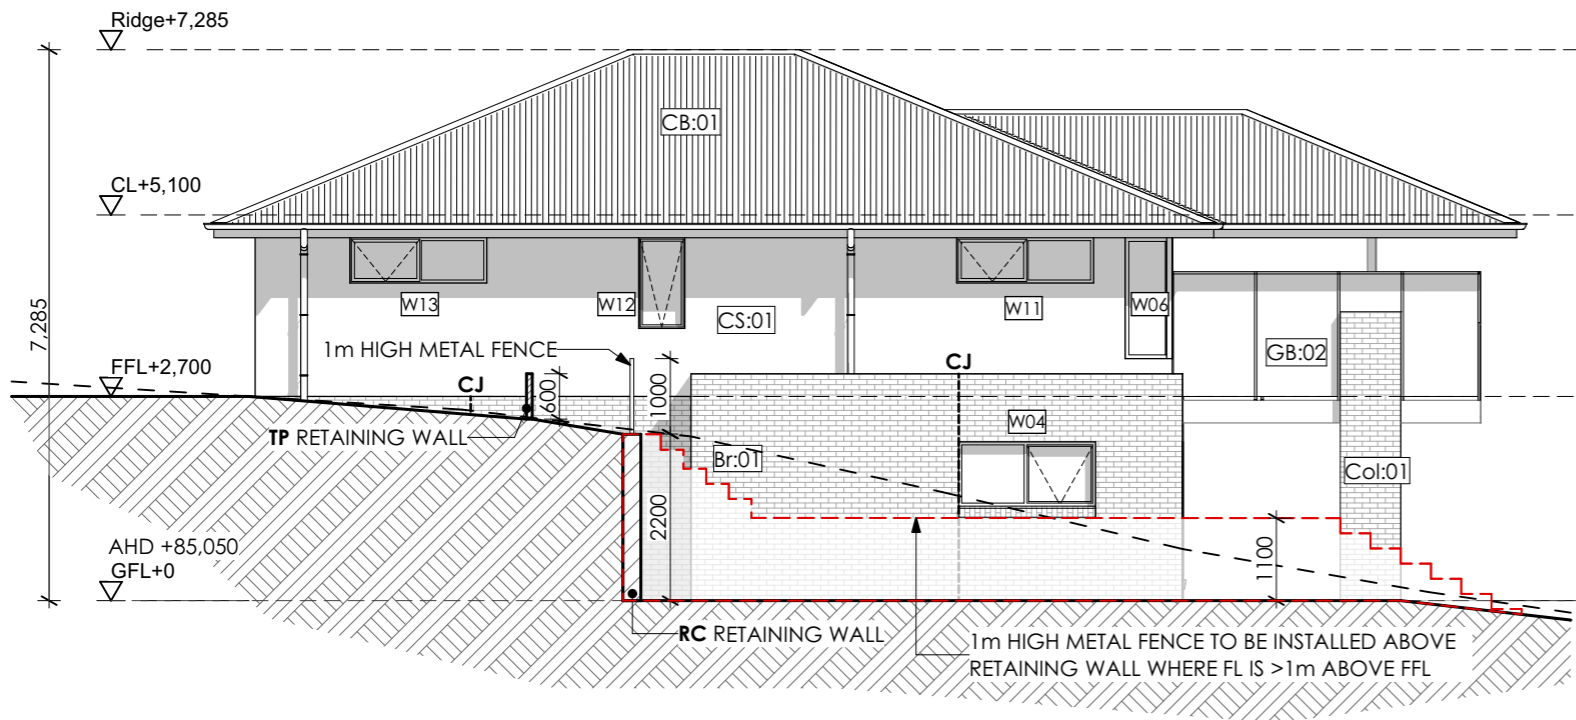 Ridge+7,285
CB:01
CL+5,100
7,285
W13
W12
CS:01
W11
W06
GB:02
1m HIGH METAL FENCE
FFL+2,700
CJ
600
1000
CJ
TP RETAINING WALL
W04
Br:01
Col:01
2200
1100
AHD +85,050
GFL+0
RC RETAINING WALL
1m HIGH METAL FENCE TO BE INSTALLED ABOVE
RETAINING WALL WHERE FL IS >1m ABOVE FFL